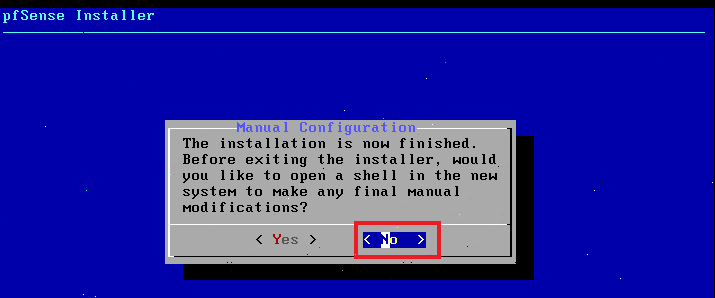 pfSense Installer
Manual Configuration
The installation is now finished.
Before exiting the installer, would
you like to open a shell in the new
system to make any final manual
modifications?
< Yes > < No >